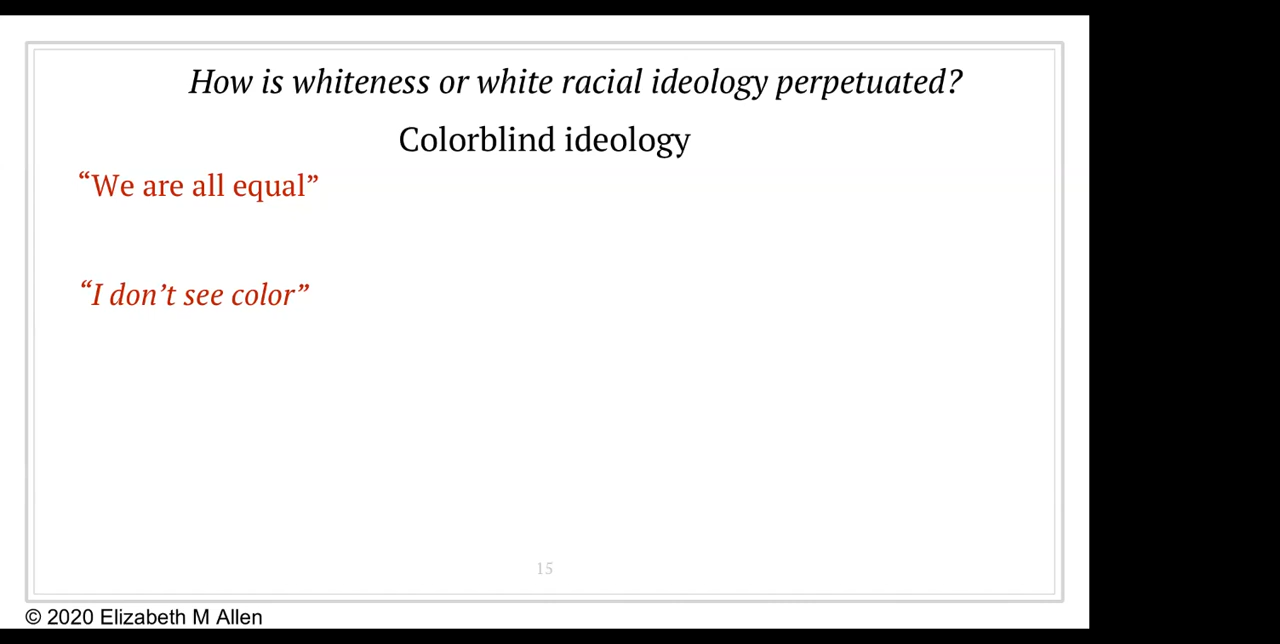 How is whiteness or white racial ideology perpetuated?
Colorblind ideology
“We are all equal”
“I don’t see color”
15
© 2020 Elizabeth M Allen